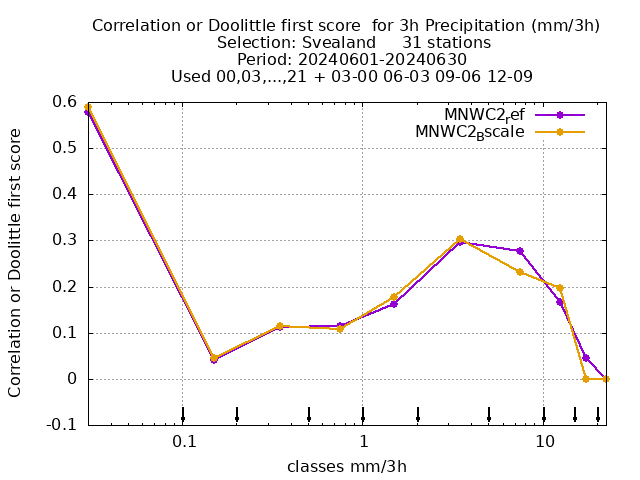 Correlation or Doolittle first score  for 3h Precipitation (mm/3h)
Selection: Svealand     31 stations
Period: 20240601-20240630
Used 00,03,...,21 + 03-00 06-03 09-06 12-09
MNWC2_ref
MNWC2_Bscale
Correlation or Doolittle first score
0.6
0.5
0.4
0.3
0.2
0.1
0
-0.1
0.1 1 10
classes mm/3h